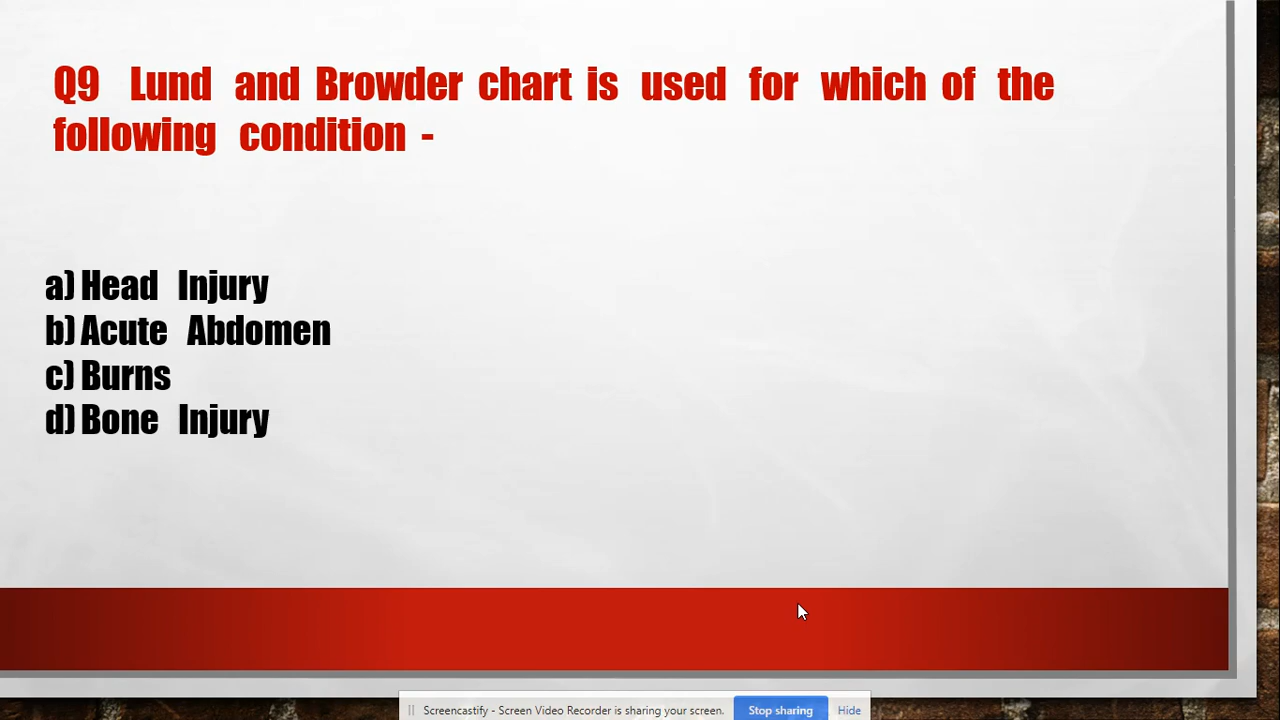 Q9 Lund and Browder chart is used for which of the
following condition -
a) Head Injury
b) Acute Abdomen
c) Burns
d) Bone Injury
Screencastify - Screen Video Recorder is sharing your screen. Stop sharing Hide